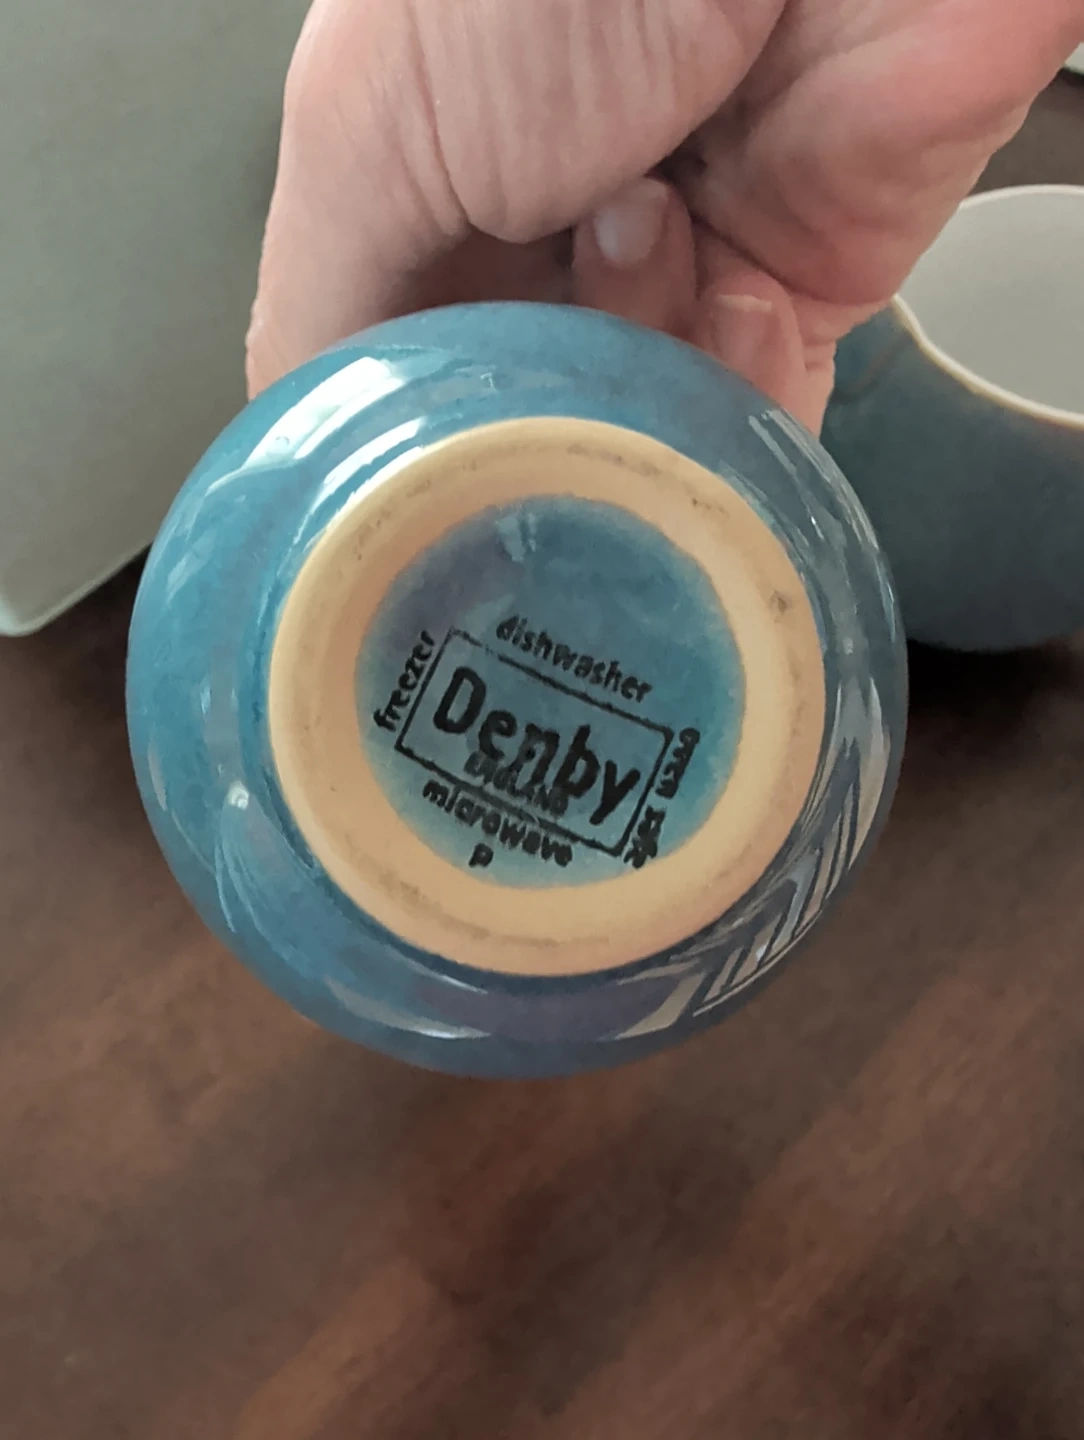 dishwasher
freezer
Denby
ENGLAND
oven safe
microwave
p